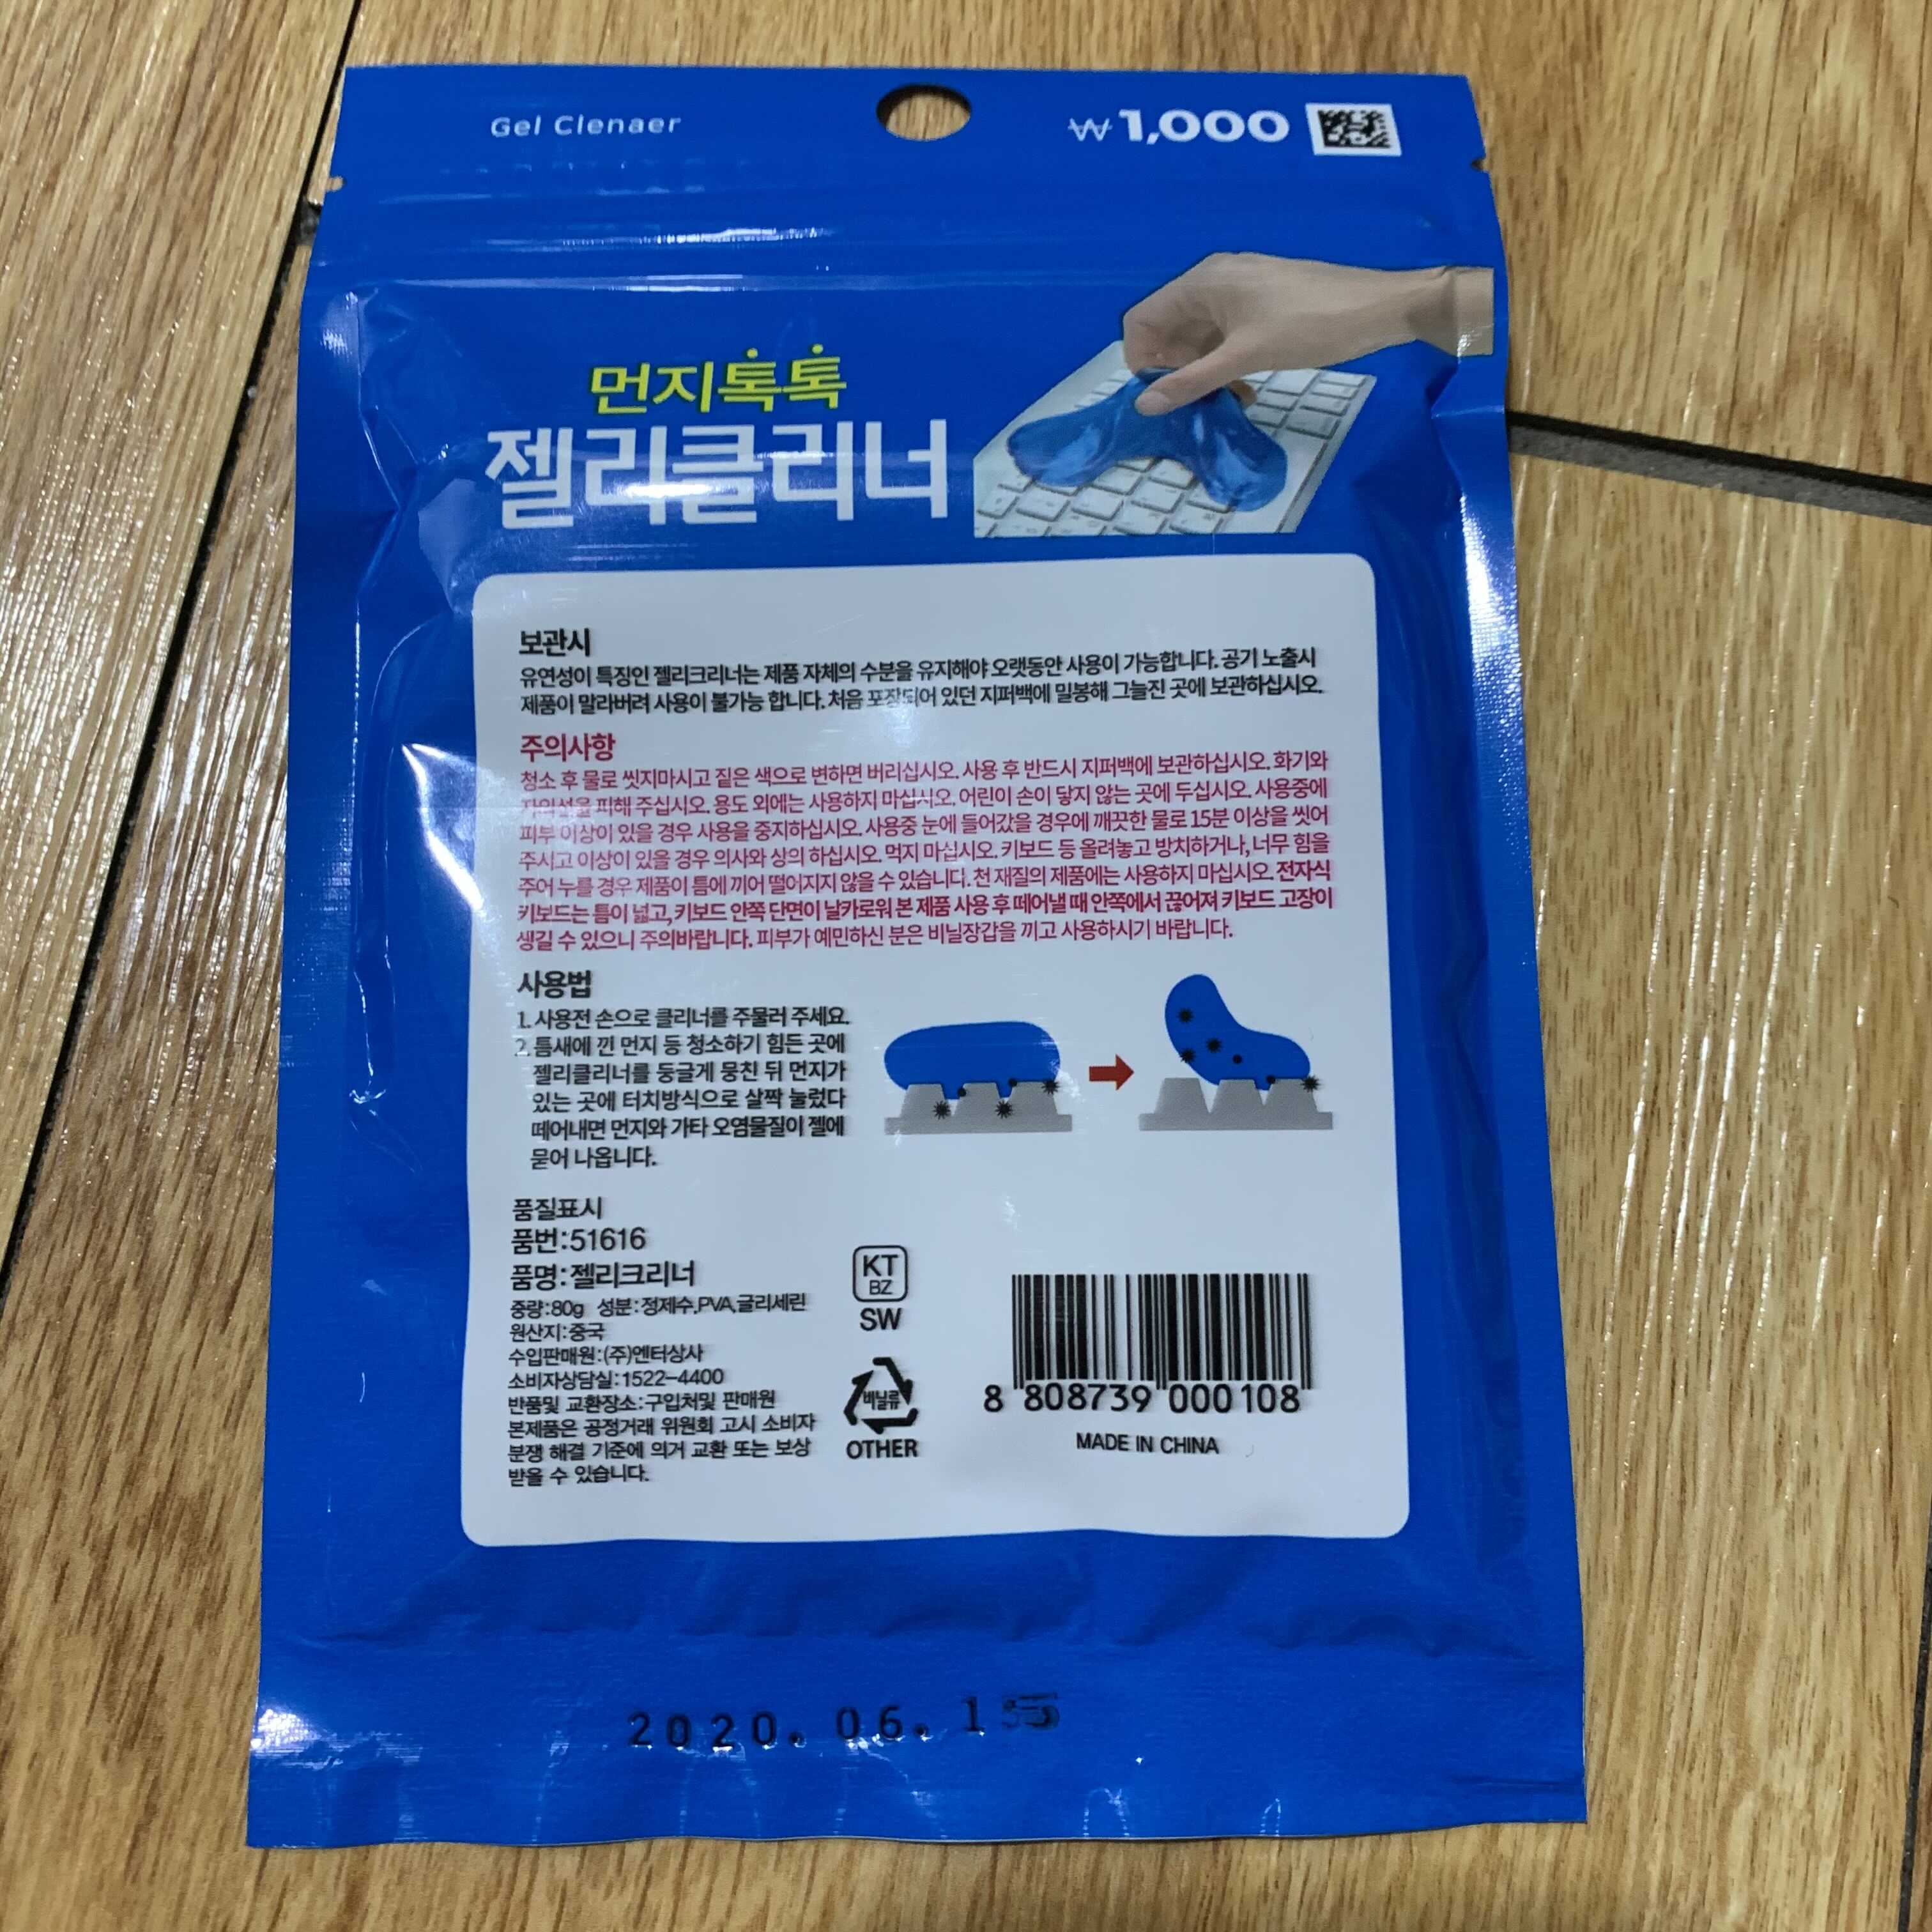 Gel Clenaer
₩1,000
먼지톡톡
젤리클리너
보관시
유연성이 특징인 젤리크리너는 제품 자체의 수분을 유지해야 오랫동안 사용이 가능합니다. 공기 노출시
제품이 말라버려 사용이 불가능 합니다. 처음 포장되어 있던 지퍼백에 밀봉해 그늘진 곳에 보관하십시오.
주의사항
청소 후 물로 씻지마시고 짙은 색으로 변하면 버리십시오. 사용 후 반드시 지퍼백에 보관하십시오. 화기와
자외선을 피해 주십시오. 용도 외에는 사용하지 마십시오. 어린이 손이 닿지 않는 곳에 두십시오. 사용중에
피부 이상이 있을 경우 사용을 중지하십시오. 사용중 눈에 들어갔을 경우에 깨끗한 물로 15분 이상을 씻어
주시고 이상이 있을 경우 의사와 상의 하십시오. 먹지 마십시오. 키보드 등 올려놓고 방치하거나, 너무 힘을
주어 누를 경우 제품이 틈에 끼어 떨어지지 않을 수 있습니다. 천 재질의 제품에는 사용하지 마십시오. 전자식
키보드는 틈이 넓고, 키보드 안쪽 단면이 날카로워 본 제품 사용 후 떼어낼 때 안쪽에서 끊어져 키보드 고장이
생길 수 있으니 주의바랍니다. 피부가 예민하신 분은 비닐장갑을 끼고 사용하시기 바랍니다.
사용법
1. 사용전 손으로 클리너를 주물러 주세요.
2. 틈새에 낀 먼지 등 청소하기 힘든 곳에
젤리클리너를 둥글게 뭉친 뒤 먼지가
있는 곳에 터치방식으로 살짝 눌렀다
떼어내면 먼지와 가타 오염물질이 젤에
묻어 나옵니다.
품질표시
품번:51616
품명:젤리크리너
중량:80g 성분:정제수,PVA,글리세린
원산지:중국
수입판매원:(주)엔터상사
소비자상담실:1522-4400
반품및 교환장소:구입처및 판매원
본제품은 공정거래 위원회 고시 소비자
분쟁 해결 기준에 의거 교환 또는 보상
받을 수 있습니다.
KT
BZ
SW
비닐류
OTHER
8 808739 000108
MADE IN CHINA
2020. 06. 15